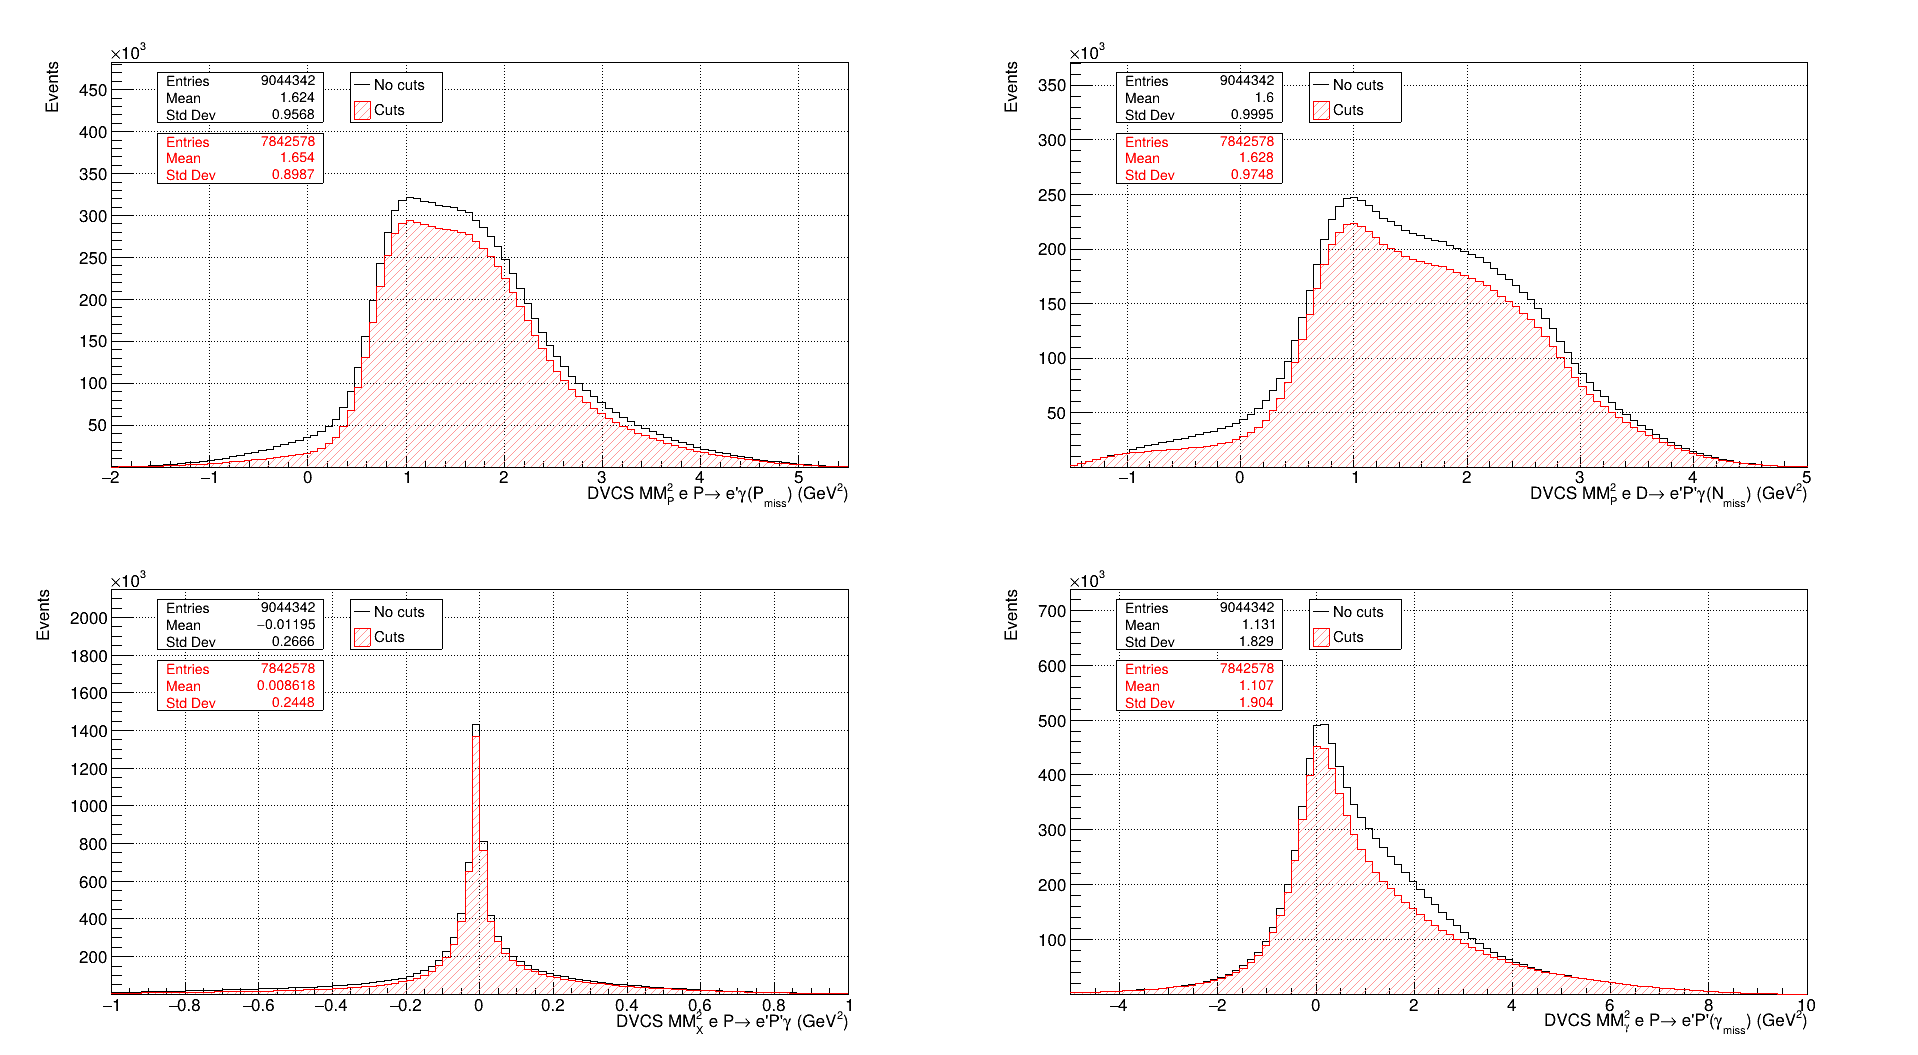 ×10³
Events
Entries 9044342
Mean 1.624
Std Dev 0.9568
Entries 7842578
Mean 1.654
Std Dev 0.8987
No cuts
Cuts
450
400
350
300
250
200
150
100
50
−2 −1 0 1 2 3 4 5
DVCS MM²_P e P→ e'γ(P_miss) (GeV²)
×10³
Events
Entries 9044342
Mean 1.6
Std Dev 0.9995
Entries 7842578
Mean 1.628
Std Dev 0.9748
No cuts
Cuts
350
300
250
200
150
100
50
−1 0 1 2 3 4 5
DVCS MM²_P e D→ e'P'γ(N_miss) (GeV²)
×10³
Events
Entries 9044342
Mean −0.01195
Std Dev 0.2666
Entries 7842578
Mean 0.008618
Std Dev 0.2448
No cuts
Cuts
2000
1800
1600
1400
1200
1000
800
600
400
200
−1 −0.8 −0.6 −0.4 −0.2 0 0.2 0.4 0.6 0.8 1
DVCS MM²_X e P→ e'P'γ (GeV²)
×10³
Events
Entries 9044342
Mean 1.131
Std Dev 1.829
Entries 7842578
Mean 1.107
Std Dev 1.904
No cuts
Cuts
700
600
500
400
300
200
100
−4 −2 0 2 4 6 8 10
DVCS MM²_γ e P→ e'P'(γ_miss) (GeV²)